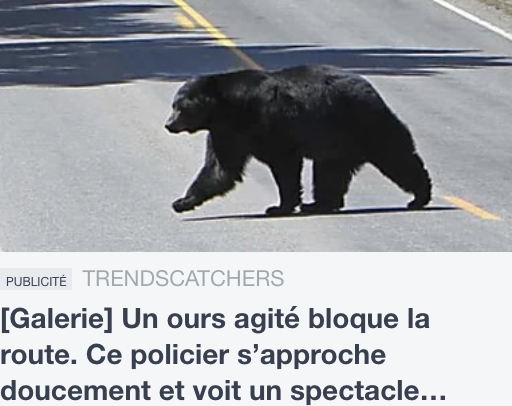 PUBLICITÉ TRENDSCATCHERS
[Galerie] Un ours agité bloque la
route. Ce policier s’approche
doucement et voit un spectacle…